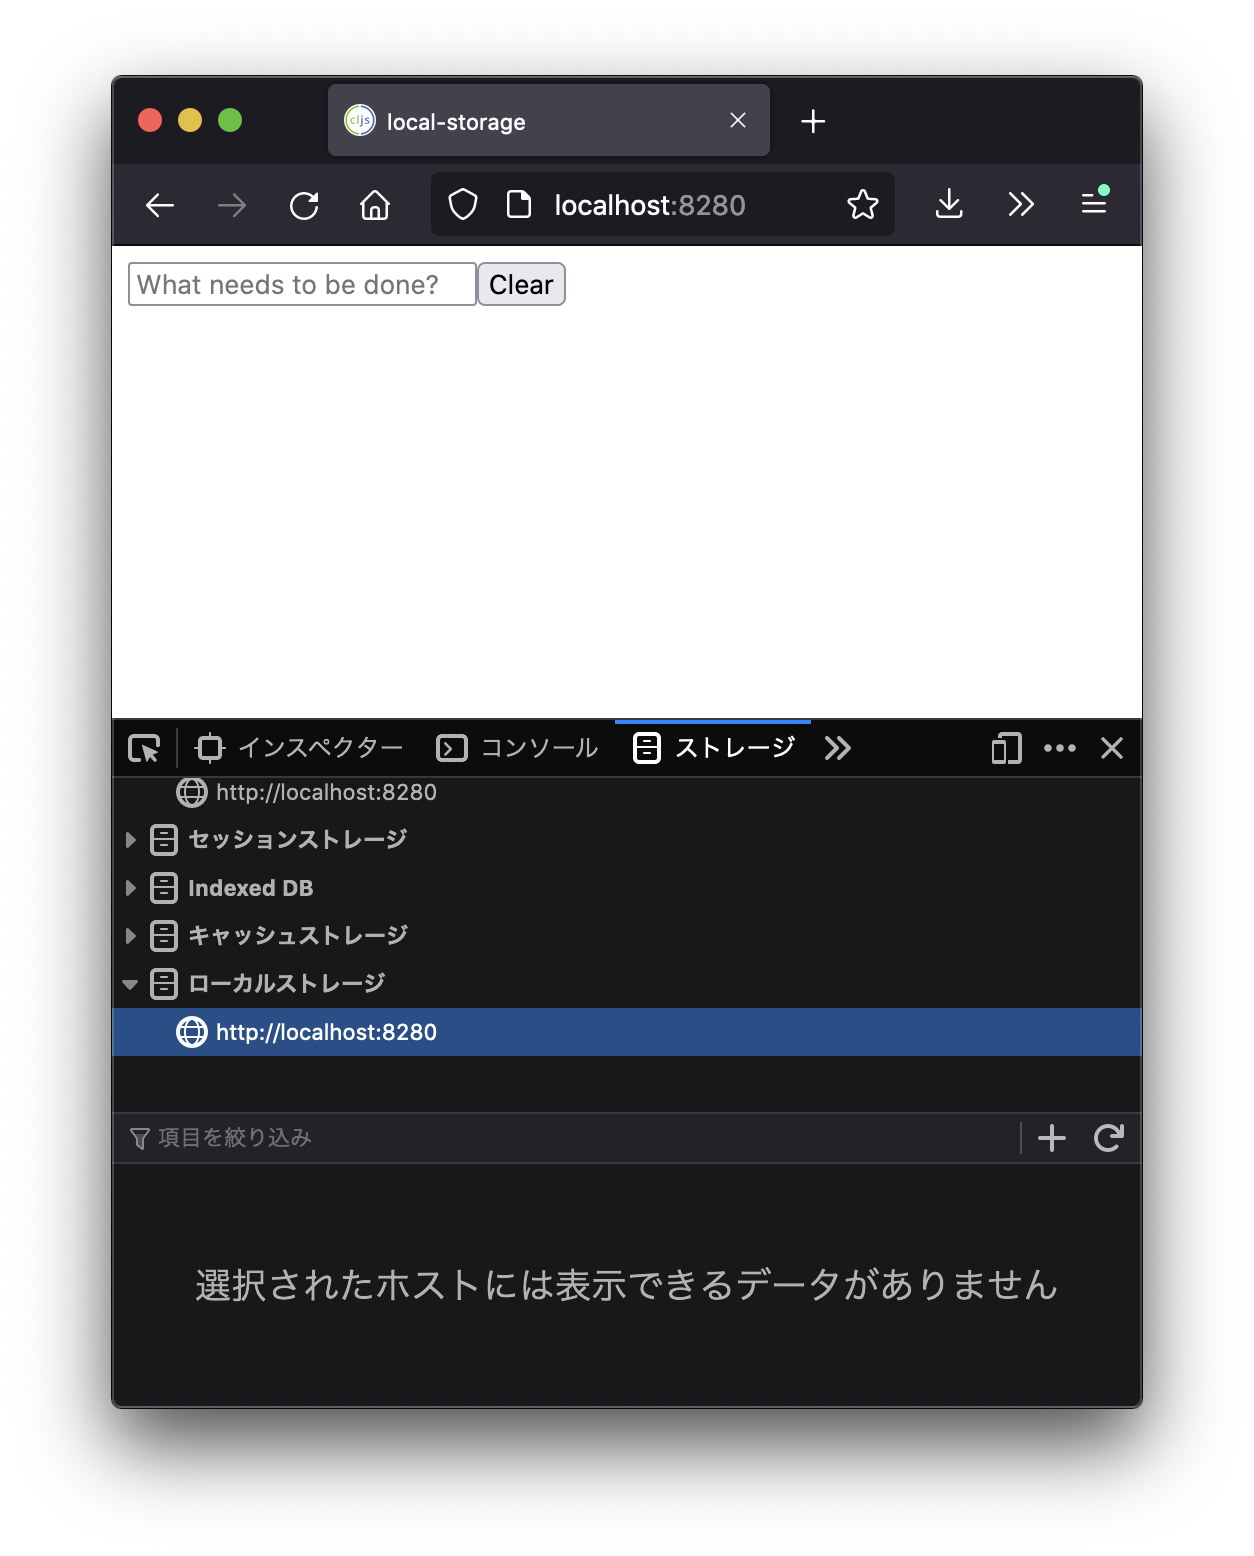 cljs local-storage
localhost:8280
What needs to be done? Clear
インスペクター コンソール ストレージ
http://localhost:8280
セッションストレージ
Indexed DB
キャッシュストレージ
ローカルストレージ
http://localhost:8280
項目を絞り込み
選択されたホストには表示できるデータがありません